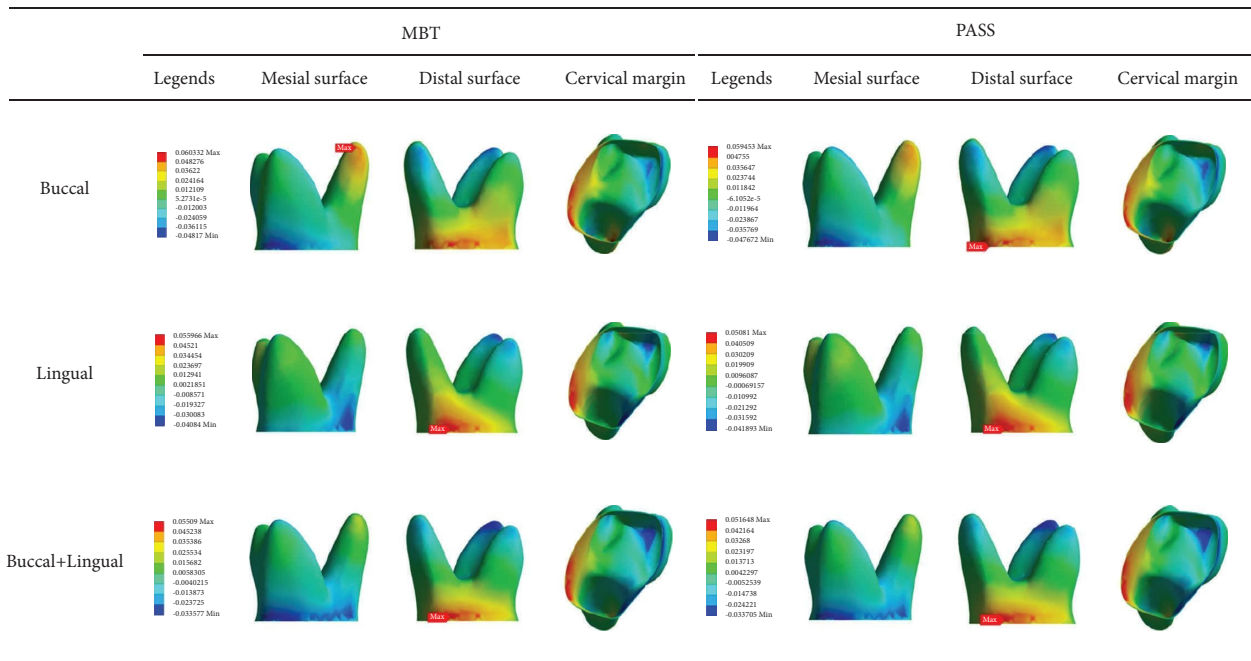 MBT PASS
Legends Mesial surface Distal surface Cervical margin Legends Mesial surface Distal surface Cervical margin
Buccal
0.060332 Max
0.048276
0.03622
0.024164
0.012109
5.2731e-5
-0.012003
-0.024059
-0.036115
-0.04817 Min
Max
0.059453 Max
004755
0.035647
0.023744
0.011842
-6.1052e-5
-0.011964
-0.023867
-0.035769
-0.047672 Min
Max
Lingual
0.055966 Max
0.04521
0.034454
0.023697
0.012941
0.0021851
-0.008571
-0.019327
-0.030083
-0.04084 Min
Max
0.05081 Max
0.040509
0.030209
0.019909
0.0096087
-0.00069157
-0.010992
-0.021292
-0.031592
-0.041893 Min
Max
Buccal+Lingual
0.05509 Max
0.045238
0.035386
0.025534
0.015682
0.0058305
-0.0040215
-0.013873
-0.023725
-0.033577 Min
Max
0.051648 Max
0.042164
0.03268
0.023197
0.013713
0.0042297
-0.0052539
-0.014738
-0.024221
-0.033705 Min
Max